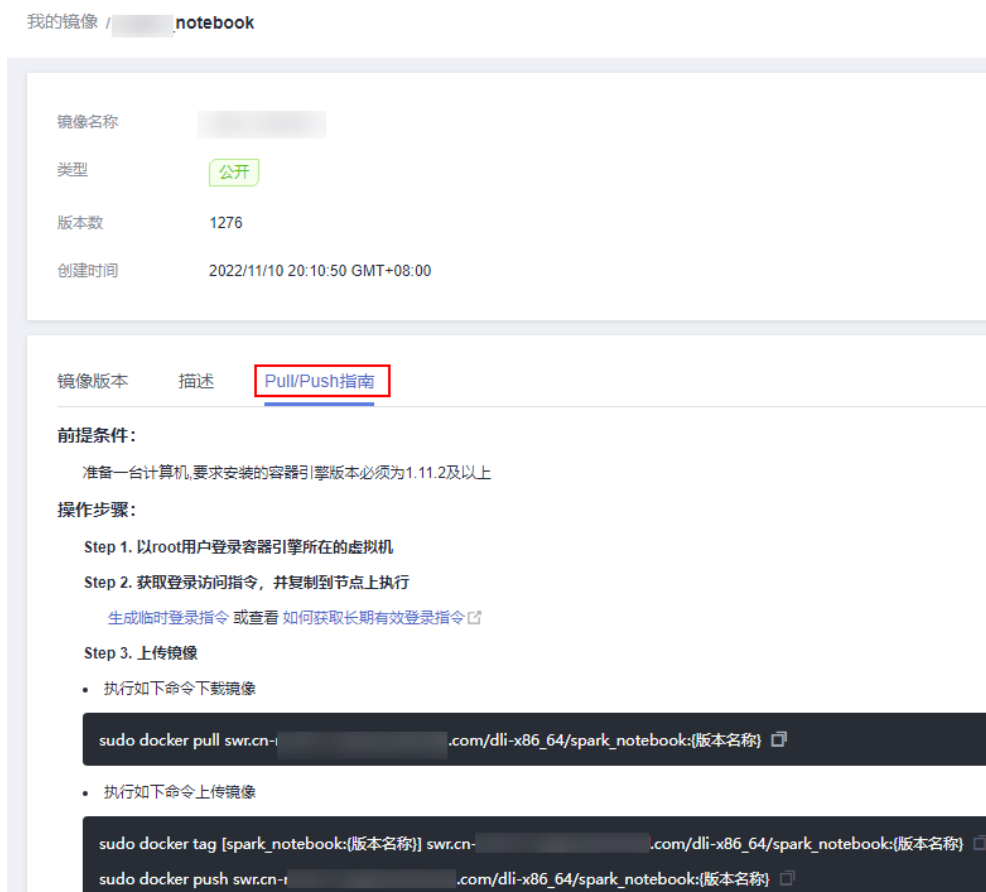 我的镜像 / _notebook
镜像名称
类型 公开
版本数 1276
创建时间 2022/11/10 20:10:50 GMT+08:00
镜像版本 描述 Pull/Push指南
前提条件：
准备一台计算机,要求安装的容器引擎版本必须为1.11.2及以上
操作步骤：
Step 1. 以root用户登录容器引擎所在的虚拟机
Step 2. 获取登录访问指令，并复制到节点上执行
生成临时登录指令 或查看 如何获取长期有效登录指令
Step 3. 上传镜像
• 执行如下命令下载镜像
sudo docker pull swr.cn- .com/dli-x86_64/spark_notebook:{版本名称}
• 执行如下命令上传镜像
sudo docker tag [spark_notebook:{版本名称}] swr.cn- .com/dli-x86_64/spark_notebook:{版本名称}
sudo docker push swr.cn- .com/dli-x86_64/spark_notebook:{版本名称}